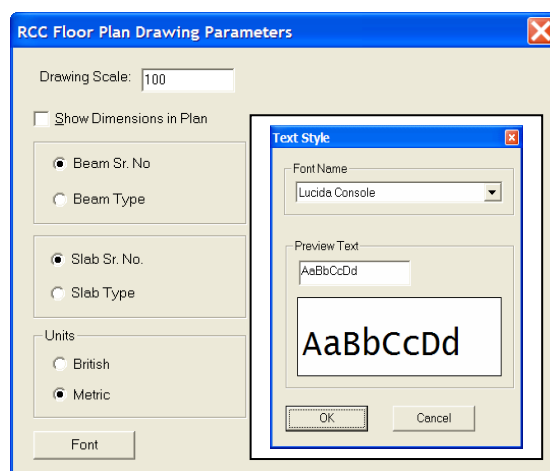 RCC Floor Plan Drawing Parameters
Drawing Scale: 100
Show Dimensions in Plan
Beam Sr. No
Beam Type
Slab Sr. No.
Slab Type
Units
British
Metric
Font
Text Style
Font Name
Lucida Console
Preview Text
AaBbCcDd
AaBbCcDd
OK
Cancel